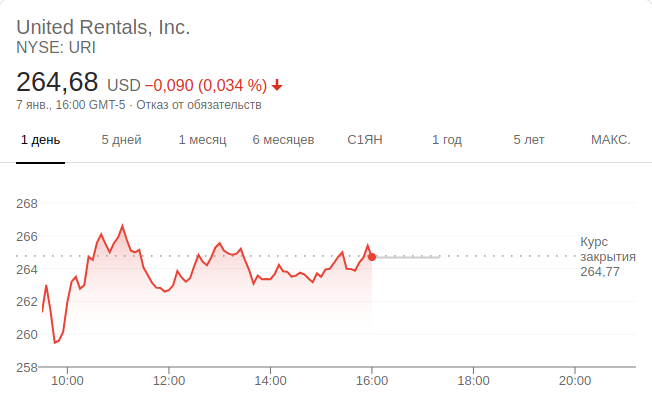 United Rentals, Inc.
NYSE: URI
264,68 USD −0,090 (0,034 %)
7 янв., 16:00 GMT-5 · Отказ от обязательств
1 день 5 дней 1 месяц 6 месяцев С1ЯН 1 год 5 лет МАКС.
268
266
264
262
260
258
Курс
закрытия
264,77
10:00 12:00 14:00 16:00 18:00 20:00